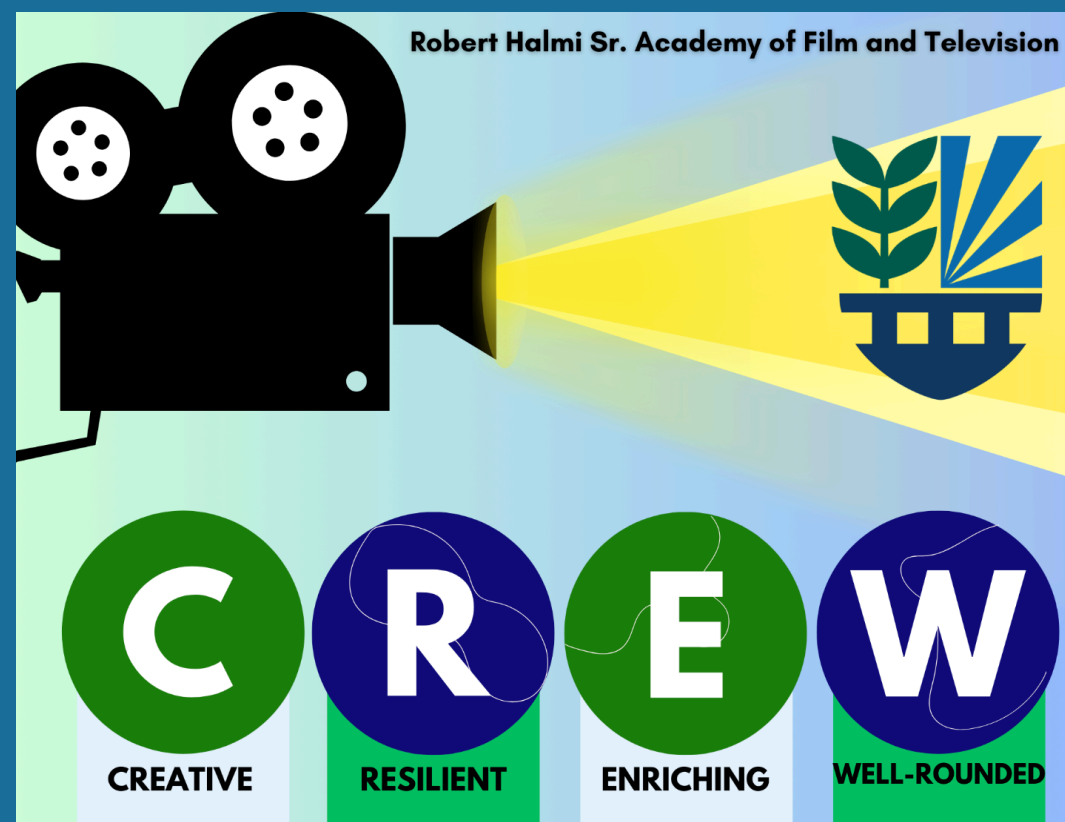 Robert Halmi Sr. Academy of Film and Television
C R E W
CREATIVE RESILIENT ENRICHING WELL-ROUNDED